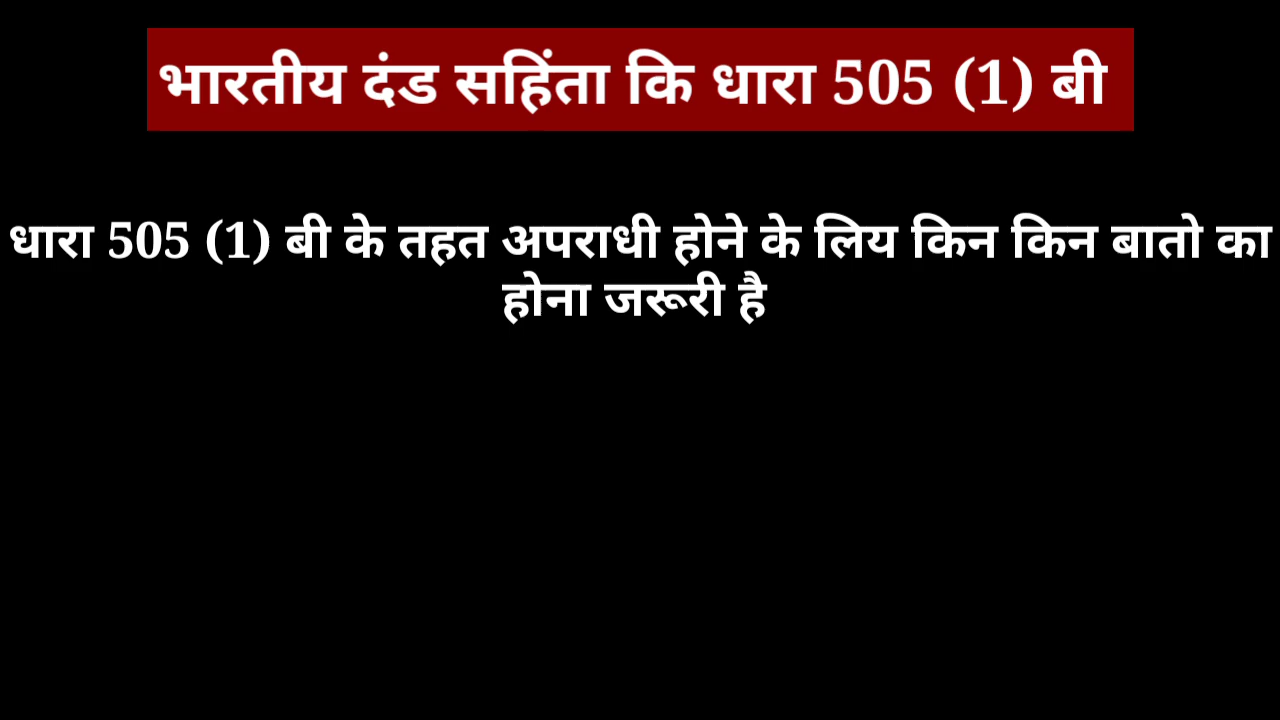 भारतीय दंड सहिंता कि धारा 505 (1) बी
धारा 505 (1) बी के तहत अपराधी होने के लिय किन किन बातो का
होना जरूरी है